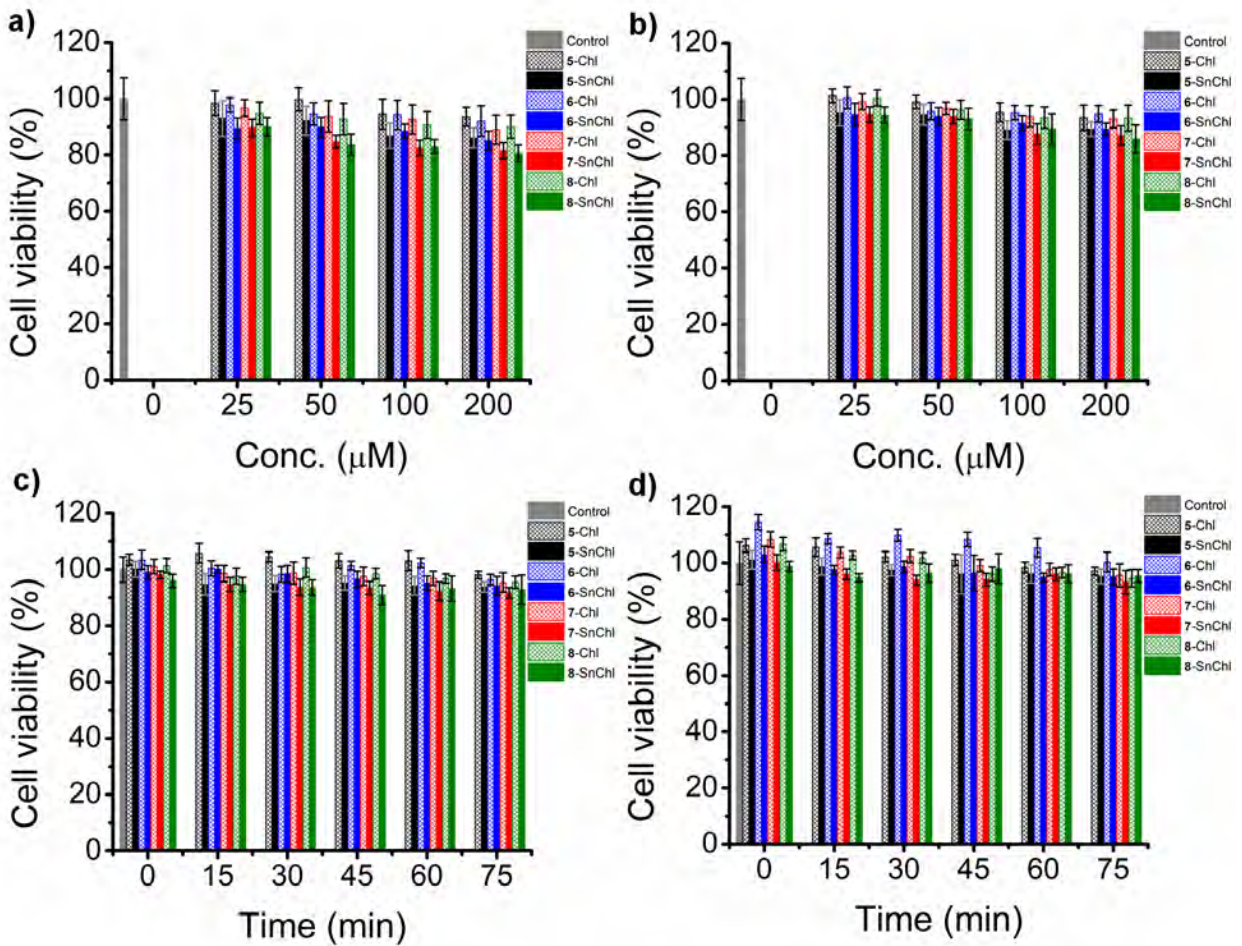 a)
120
100
80
60
40
20
0
Cell viability (%)
0 25 50 100 200
Conc. (μM)
Control
5-Chl
5-SnChl
6-Chl
6-SnChl
7-Chl
7-SnChl
8-Chl
8-SnChl
b)
120
100
80
60
40
20
0
Cell viability (%)
0 25 50 100 200
Conc. (μM)
Control
5-Chl
5-SnChl
6-Chl
6-SnChl
7-Chl
7-SnChl
8-Chl
8-SnChl
c)
120
100
80
60
40
20
0
Cell viability (%)
0 15 30 45 60 75
Time (min)
Control
5-Chl
5-SnChl
6-Chl
6-SnChl
7-Chl
7-SnChl
8-Chl
8-SnChl
d)
120
100
80
60
40
20
0
Cell viability (%)
0 15 30 45 60 75
Time (min)
Control
5-Chl
5-SnChl
6-Chl
6-SnChl
7-Chl
7-SnChl
8-Chl
8-SnChl